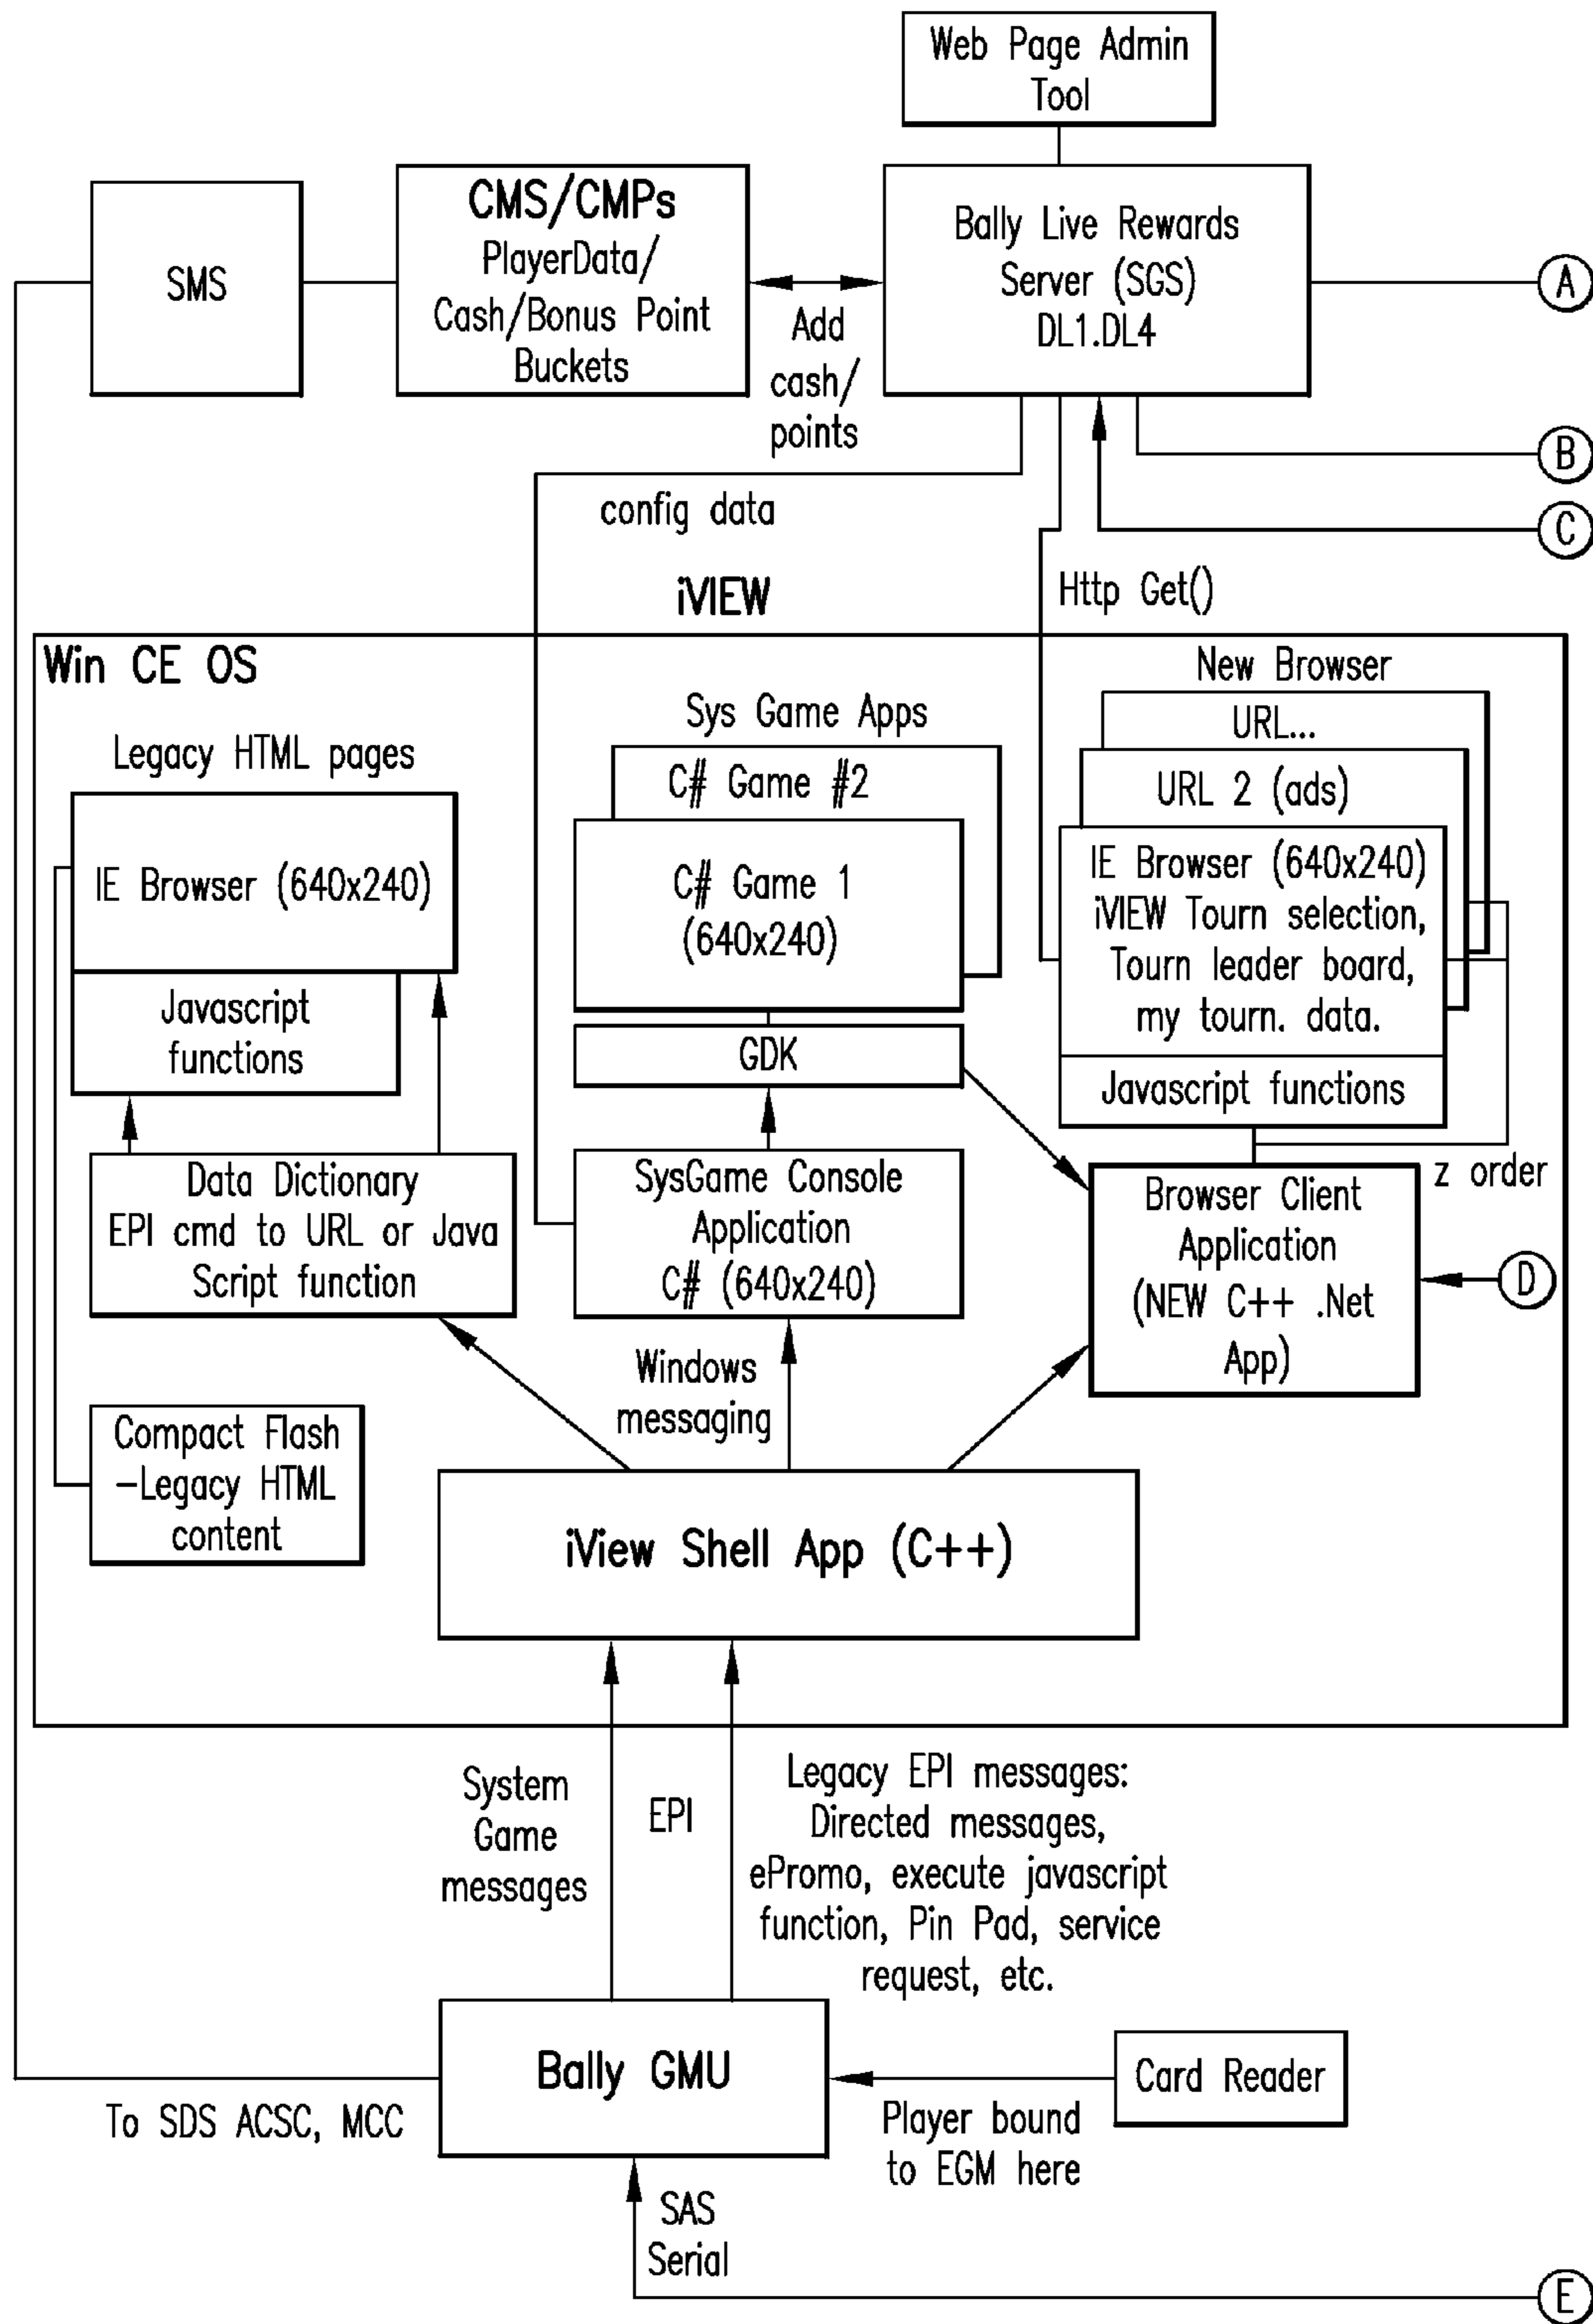 Web Page Admin
Tool
SMS
CMS/CMPs
PlayerData/
Cash/Bonus Point
Buckets
Add
cash/
points
Bally Live Rewards
Server (SGS)
DL1.DL4
A
B
C
config data
Http Get()
iVIEW
Win CE OS
Legacy HTML pages
IE Browser (640x240)
Javascript
functions
Data Dictionary
EPI cmd to URL or Java
Script function
Compact Flash
-Legacy HTML
content
Sys Game Apps
C# Game #2
C# Game 1
(640x240)
GDK
SysGame Console
Application
C# (640x240)
Windows
messaging
New Browser
URL...
URL 2 (ads)
IE Browser (640x240)
iVIEW Tourn selection,
Tourn leader board,
my tourn. data.
Javascript functions
z order
Browser Client
Application
(NEW C++ .Net
App)
D
iView Shell App (C++)
System
Game
messages
EPI
Legacy EPI messages:
Directed messages,
ePromo, execute javascript
function, Pin Pad, service
request, etc.
Bally GMU
Card Reader
To SDS ACSC, MCC
Player bound
to EGM here
SAS
Serial
E